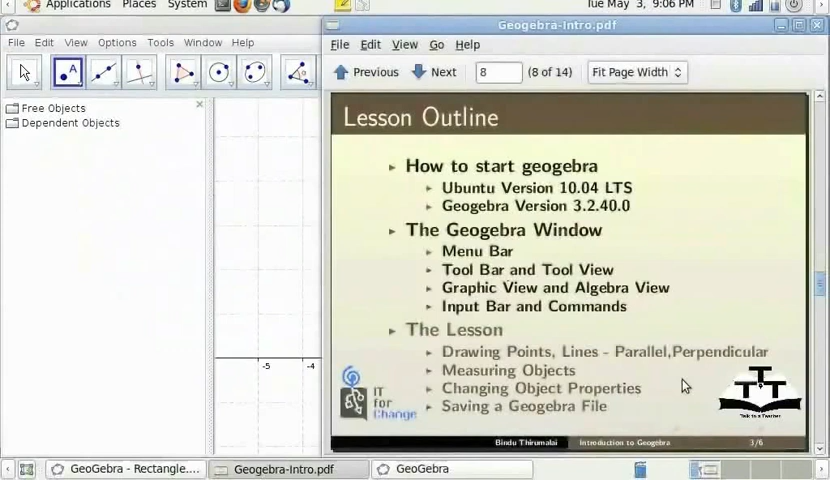 Applications Places System
Tue May 3, 9:06 PM
Geogebra-Intro.pdf
File Edit View Options Tools Window Help
File Edit View Go Help
A
Previous Next 8 (8 of 14) Fit Page Width
Free Objects
Dependent Objects
Lesson Outline
How to start geogebra
Ubuntu Version 10.04 LTS
Geogebra Version 3.2.40.0
The Geogebra Window
Menu Bar
Tool Bar and Tool View
Graphic View and Algebra View
Input Bar and Commands
The Lesson
Drawing Points, Lines - Parallel,Perpendicular
Measuring Objects
Changing Object Properties
Saving a Geogebra File
-5 -4
IT
for
Change
TTT
Talk to a Teacher
Bindu Thirumalai Introduction to Geogebra 3/6
GeoGebra - Rectangle.... Geogebra-Intro.pdf GeoGebra